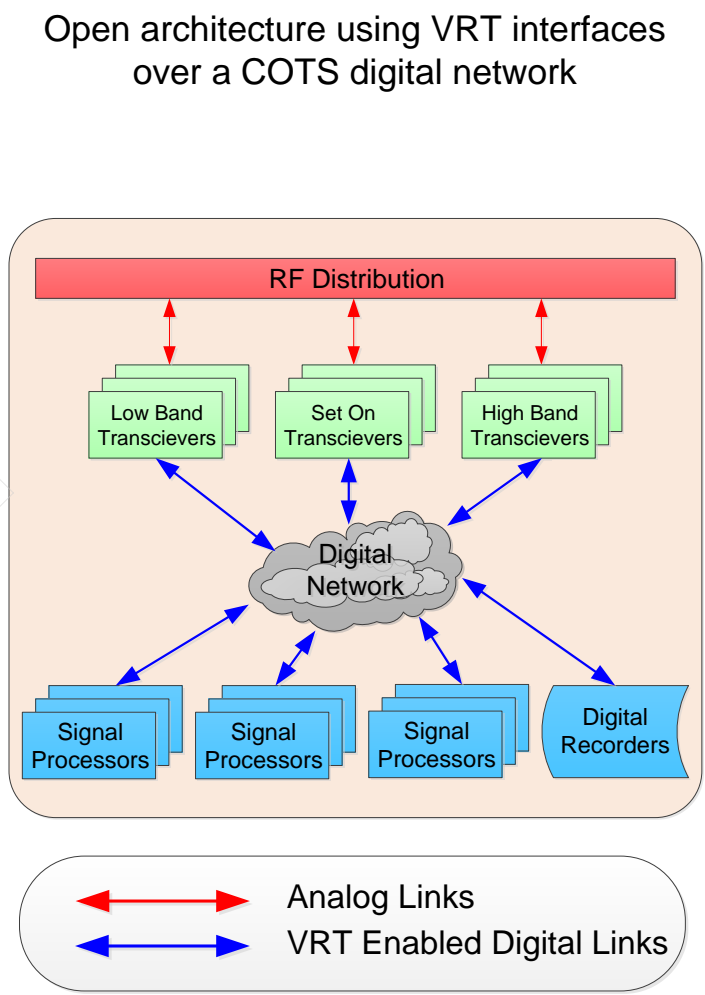 Open architecture using VRT interfaces
over a COTS digital network
RF Distribution
Low Band
Transcievers
Set On
Transcievers
High Band
Transcievers
Digital
Network
Signal
Processors
Signal
Processors
Signal
Processors
Digital
Recorders
Analog Links
VRT Enabled Digital Links